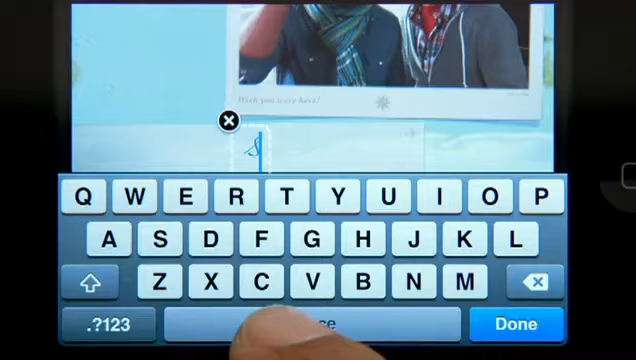 Wish you were here!
S
Q W E R T Y U I O P
A S D F G H J K L
Z X C V B N M
.?123 Done